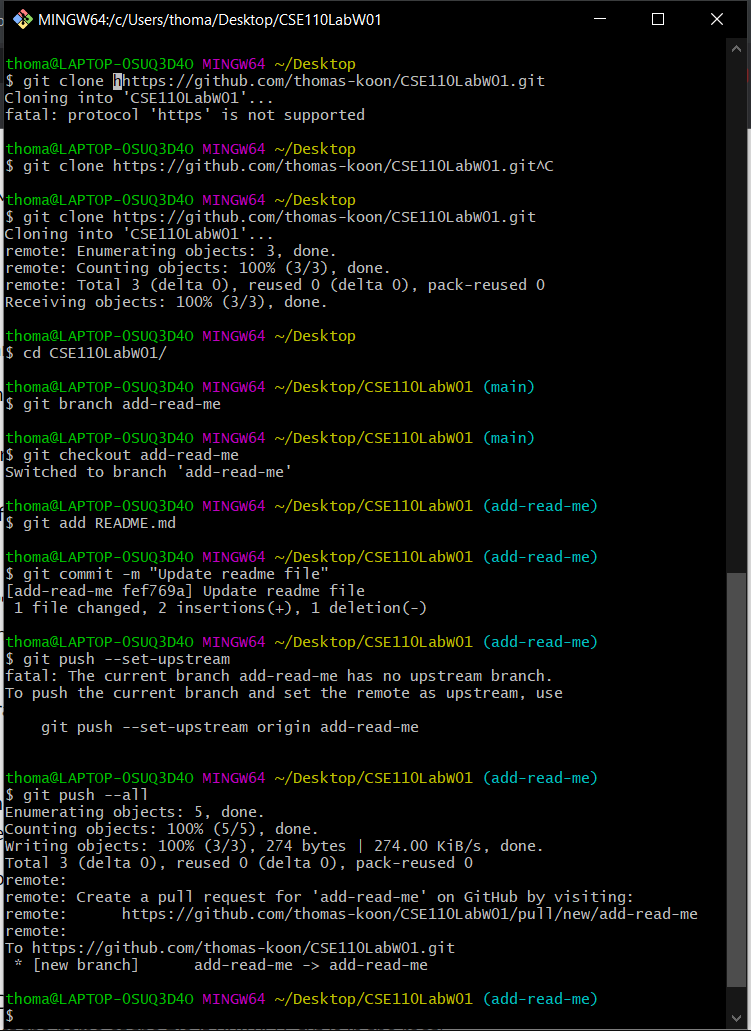 MINGW64:/c/Users/thoma/Desktop/CSE110LabW01
thoma@LAPTOP-0SUQ3D4O MINGW64 ~/Desktop
$ git clone hhttps://github.com/thomas-koon/CSE110LabW01.git
Cloning into 'CSE110LabW01'...
fatal: protocol 'https' is not supported
thoma@LAPTOP-0SUQ3D4O MINGW64 ~/Desktop
$ git clone https://github.com/thomas-koon/CSE110LabW01.git^C
thoma@LAPTOP-0SUQ3D4O MINGW64 ~/Desktop
$ git clone https://github.com/thomas-koon/CSE110LabW01.git
Cloning into 'CSE110LabW01'...
remote: Enumerating objects: 3, done.
remote: Counting objects: 100% (3/3), done.
remote: Total 3 (delta 0), reused 0 (delta 0), pack-reused 0
Receiving objects: 100% (3/3), done.
thoma@LAPTOP-0SUQ3D4O MINGW64 ~/Desktop
$ cd CSE110LabW01/
thoma@LAPTOP-0SUQ3D4O MINGW64 ~/Desktop/CSE110LabW01 (main)
$ git branch add-read-me
thoma@LAPTOP-0SUQ3D4O MINGW64 ~/Desktop/CSE110LabW01 (main)
$ git checkout add-read-me
Switched to branch 'add-read-me'
thoma@LAPTOP-0SUQ3D4O MINGW64 ~/Desktop/CSE110LabW01 (add-read-me)
$ git add README.md
thoma@LAPTOP-0SUQ3D4O MINGW64 ~/Desktop/CSE110LabW01 (add-read-me)
$ git commit -m "Update readme file"
[add-read-me fef769a] Update readme file
1 file changed, 2 insertions(+), 1 deletion(-)
thoma@LAPTOP-0SUQ3D4O MINGW64 ~/Desktop/CSE110LabW01 (add-read-me)
$ git push --set-upstream
fatal: The current branch add-read-me has no upstream branch.
To push the current branch and set the remote as upstream, use
git push --set-upstream origin add-read-me
thoma@LAPTOP-0SUQ3D4O MINGW64 ~/Desktop/CSE110LabW01 (add-read-me)
$ git push --all
Enumerating objects: 5, done.
Counting objects: 100% (5/5), done.
Writing objects: 100% (3/3), 274 bytes | 274.00 KiB/s, done.
Total 3 (delta 0), reused 0 (delta 0), pack-reused 0
remote:
remote: Create a pull request for 'add-read-me' on GitHub by visiting:
remote:      https://github.com/thomas-koon/CSE110LabW01/pull/new/add-read-me
remote:
To https://github.com/thomas-koon/CSE110LabW01.git
* [new branch]      add-read-me -> add-read-me
thoma@LAPTOP-0SUQ3D4O MINGW64 ~/Desktop/CSE110LabW01 (add-read-me)
$